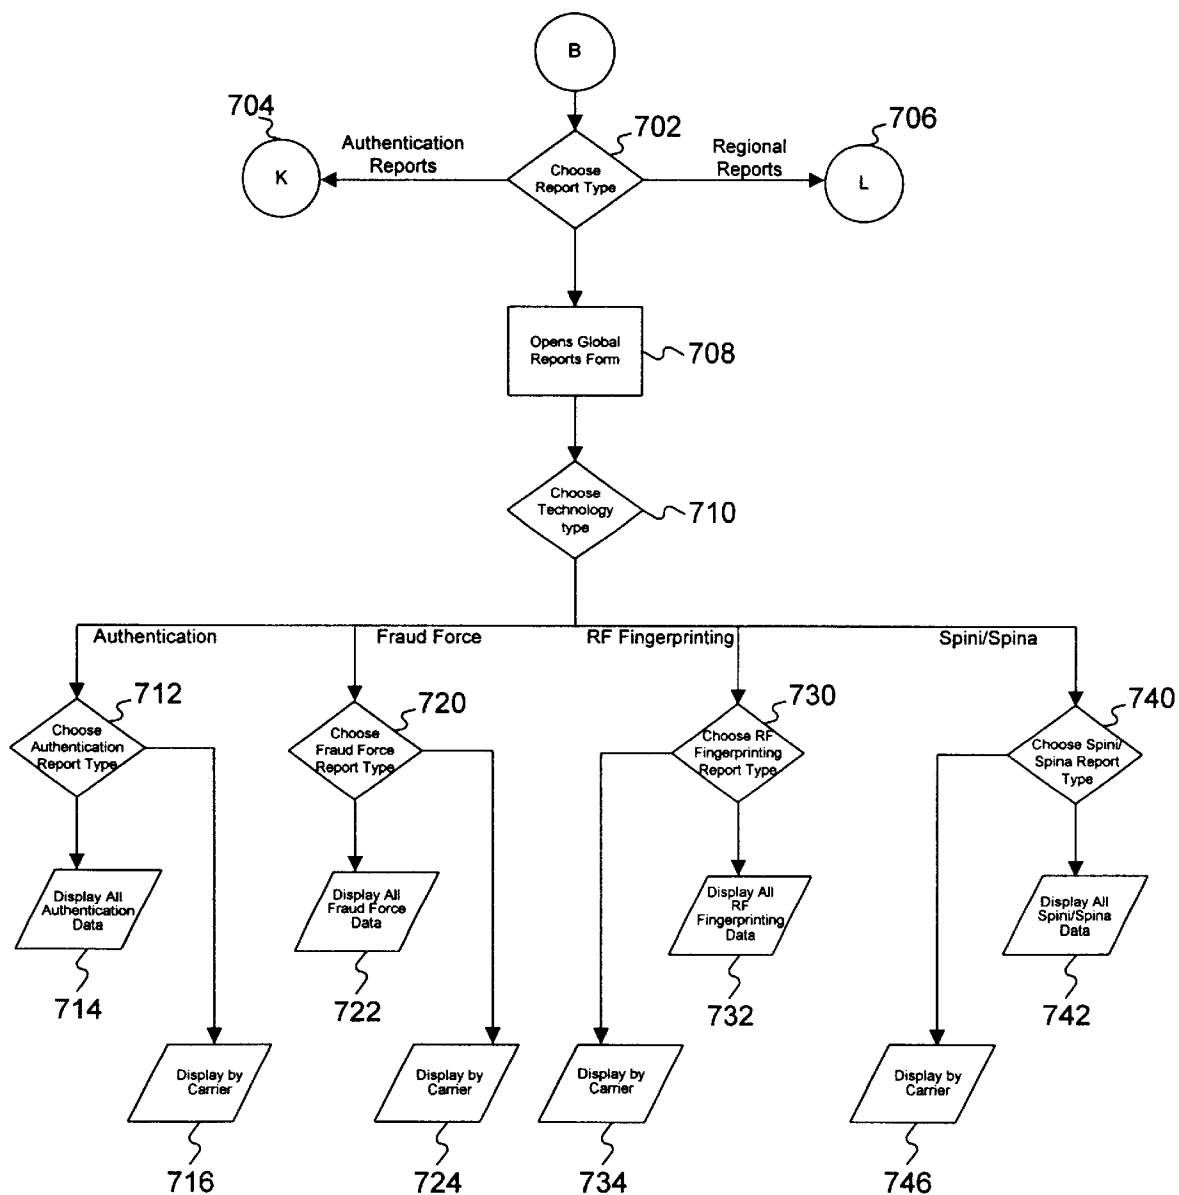 B
704
Authentication
Reports
702
Regional
Reports
706
K
Choose
Report Type
L
Opens Global
Reports Form
708
Choose
Technology
type
710
Authentication
Fraud Force
RF Fingerprinting
Spini/Spina
712
Choose
Authentication
Report Type
720
Choose
Fraud Force
Report Type
730
Choose RF
Fingerprinting
Report Type
740
Choose Spini/
Spina Report
Type
Display All
Authentication
Data
714
Display All
Fraud Force
Data
722
Display All
RF
Fingerprinting
Data
732
Display All
Spini/Spina
Data
742
Display by
Carrier
716
Display by
Carrier
724
Display by
Carrier
734
Display by
Carrier
746